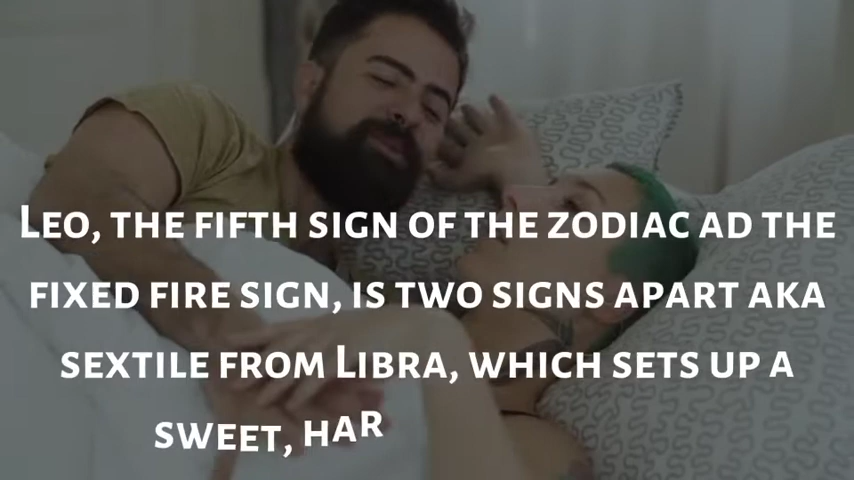 Leo, the fifth sign of the zodiac ad the
fixed fire sign, is two signs apart aka
sextile from Libra, which sets up a
sweet, har